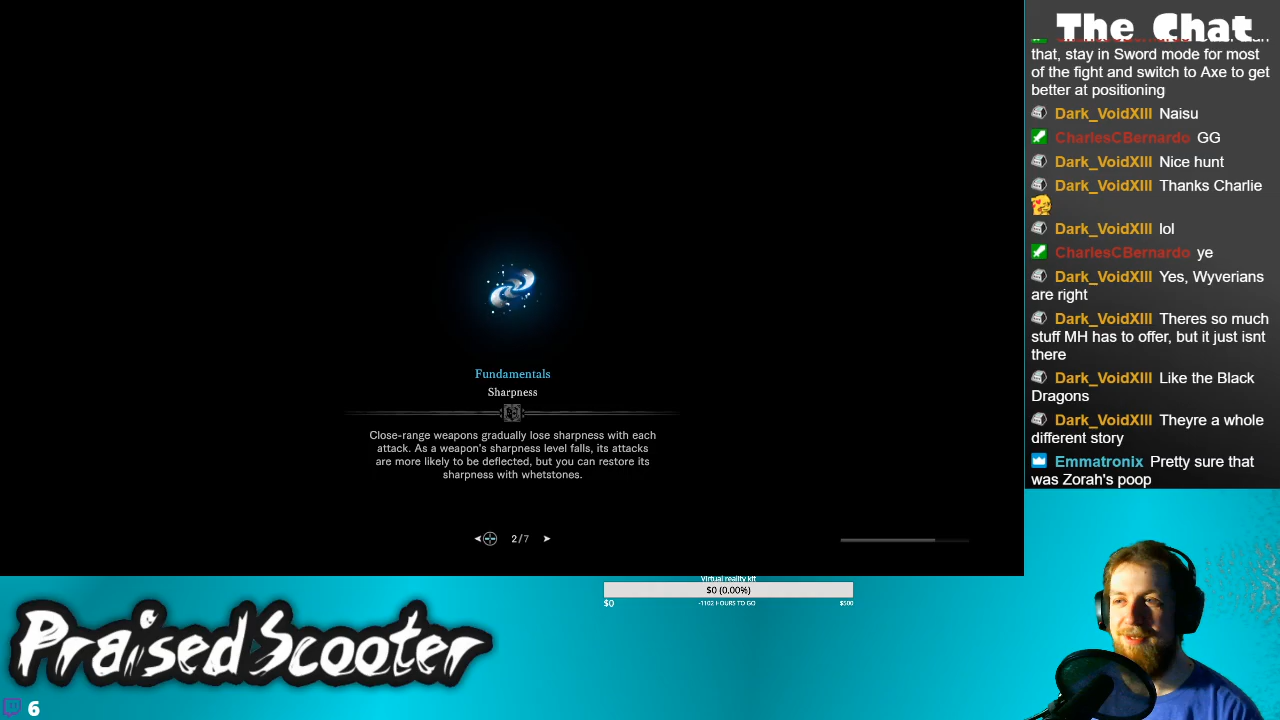 The Chat
that, stay in Sword mode for most
of the fight and switch to Axe to get
better at positioning
Dark_VoidXIII Naisu
CharlesCBernardo GG
Dark_VoidXIII Nice hunt
Dark_VoidXIII Thanks Charlie
Dark_VoidXIII lol
CharlesCBernardo ye
Dark_VoidXIII Yes, Wyverians
are right
Dark_VoidXIII Theres so much
stuff MH has to offer, but it just isnt
there
Dark_VoidXIII Like the Black
Dragons
Dark_VoidXIII Theyre a whole
different story
Emmatronix Pretty sure that
was Zorah's poop
Fundamentals
Sharpness
Close-range weapons gradually lose sharpness with each
attack. As a weapon's sharpness level falls, its attacks
are more likely to be deflected, but you can restore its
sharpness with whetstones.
2/7
Virtual reality kit
$0 (0.00%)
$0 -1102 HOURS TO GO $500
PraisedScooter
6